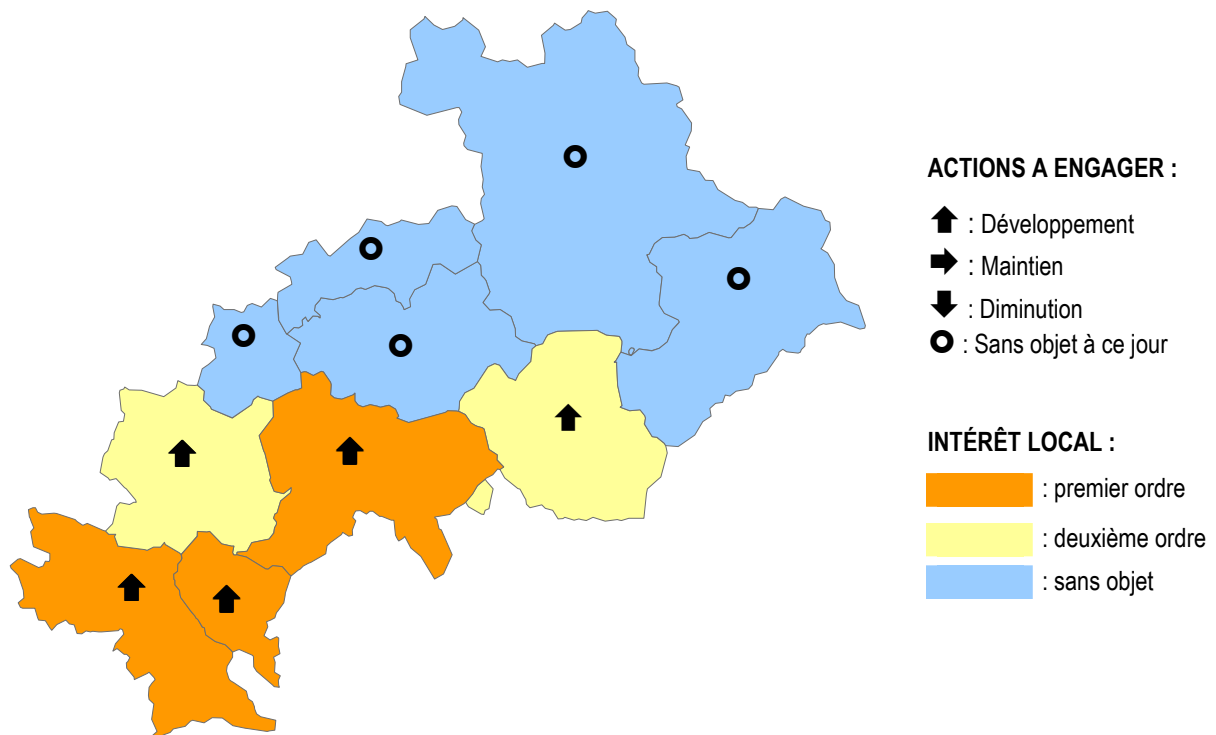 ACTIONS A ENGAGER :
: Développement
: Maintien
: Diminution
: Sans objet à ce jour
INTÉRÊT LOCAL :
: premier ordre
: deuxième ordre
: sans objet